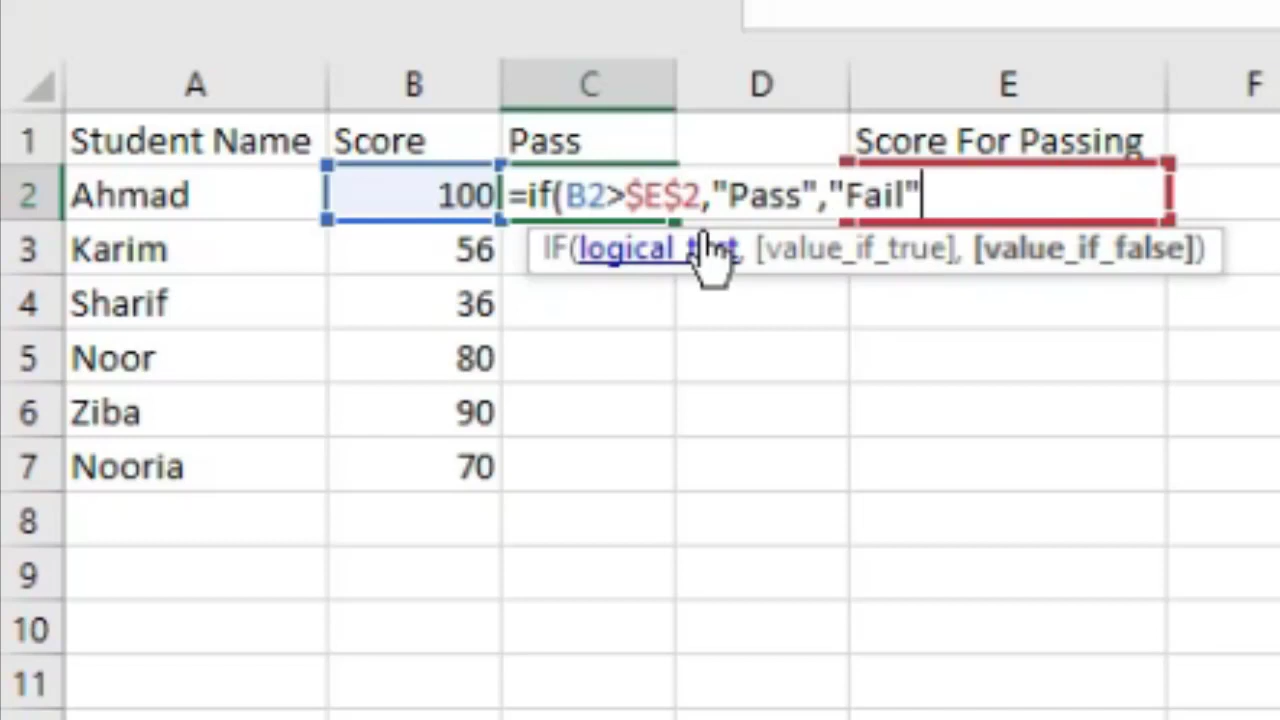 A B C D E F
1 Student Name Score Pass Score For Passing
2 Ahmad 100 =if(B2>$E$2,"Pass","Fail"
3 Karim 56 IF(logical, [value_if_true], [value_if_false])
4 Sharif 36
5 Noor 80
6 Ziba 90
7 Nooria 70
8
9
10
11